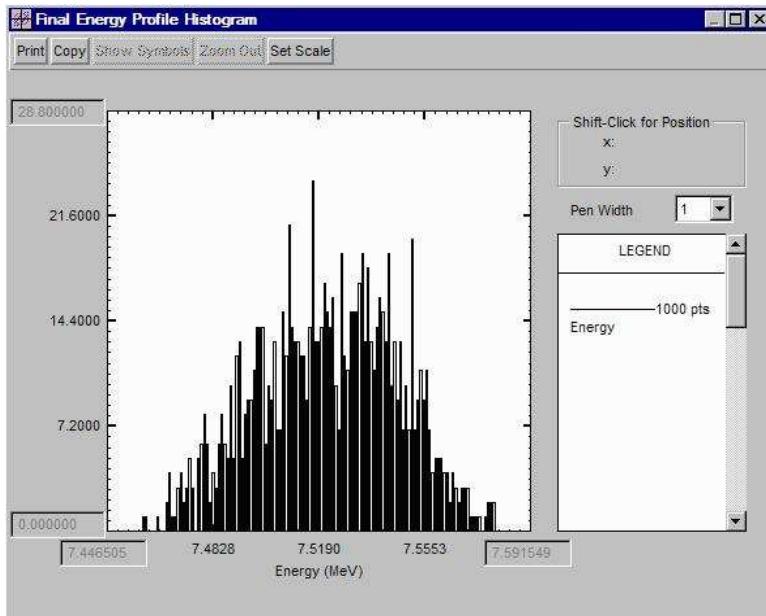 Final Energy Profile Histogram
Print Copy Show Symbols Zoom Out Set Scale
28.800000
21.6000
14.4000
7.2000
0.000000
7.446505
7.4828
7.5190
7.5553
7.591549
Energy (MeV)
Shift-Click for Position
x:
y:
Pen Width
1
LEGEND
1000 pts
Energy